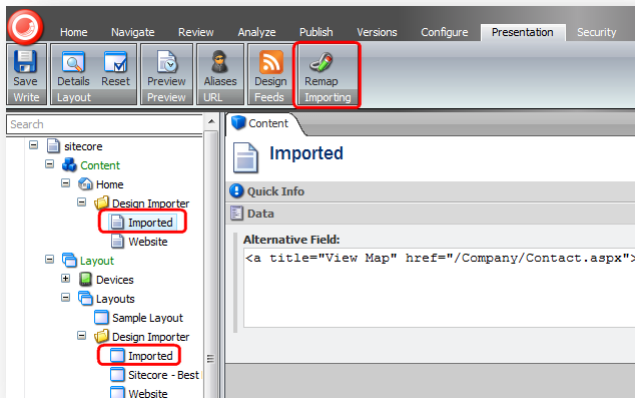 Home Navigate Review Analyze Publish Versions Configure Presentation Security
Save Details Reset Preview Aliases Design Remap
Write Layout Preview URL Feeds Importing
Search
Content
sitecore
Content
Home
Design Importer
Imported
Website
Layout
Devices
Layouts
Sample Layout
Design Importer
Imported
Sitecore - Best
Website
Imported
Quick Info
Data
Alternative Field:
<a title="View Map" href="/Company/Contact.aspx">